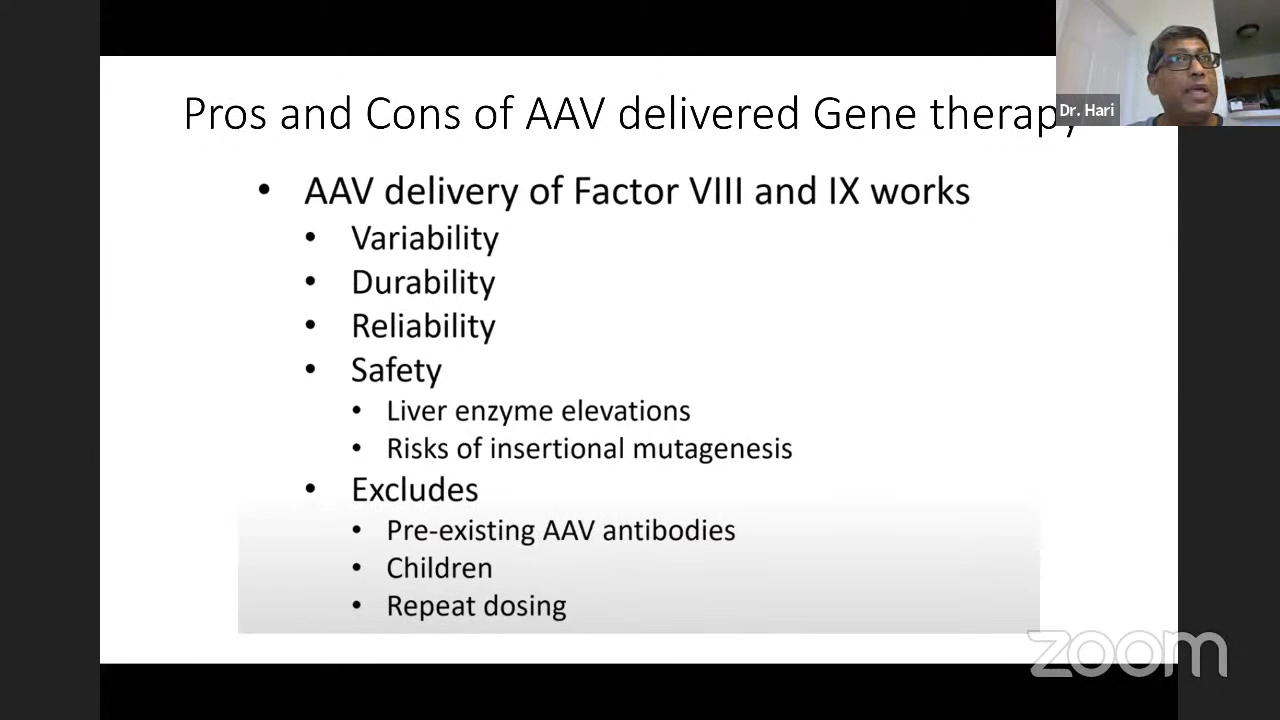 Pros and Cons of AAV delivered Gene therapy
Dr. Hari
• AAV delivery of Factor VIII and IX works
• Variability
• Durability
• Reliability
• Safety
• Liver enzyme elevations
• Risks of insertional mutagenesis
• Excludes
• Pre-existing AAV antibodies
• Children
• Repeat dosing
zoom